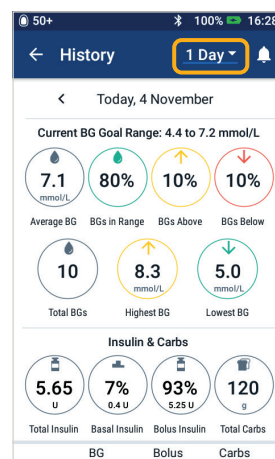 50+ 100% 16:28
History 1 Day
Today, 4 November
Current BG Goal Range: 4.4 to 7.2 mmol/L
7.1 80% 10% 10%
mmol/L
Average BG BGs in Range BGs Above BGs Below
10 8.3 5.0
mmol/L mmol/L
Total BGs Highest BG Lowest BG
Insulin & Carbs
5.65 7% 93% 120
U 0.4 U 5.25 U g
Total Insulin Basal Insulin Bolus Insulin Total Carbs
BG Bolus Carbs